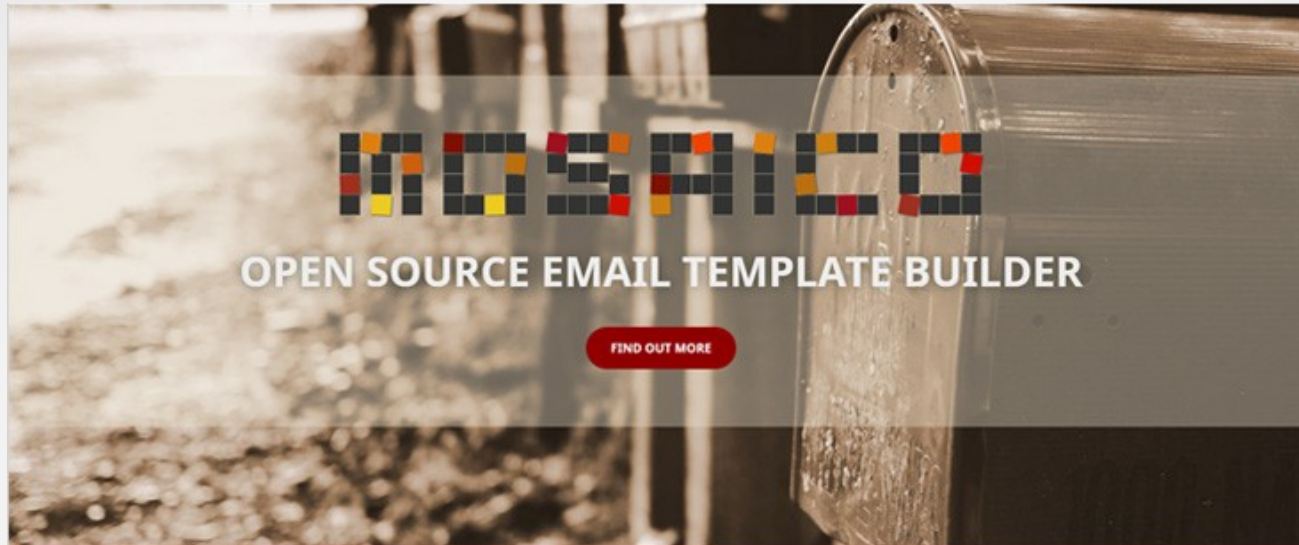 MOSAICO
OPEN SOURCE EMAIL TEMPLATE BUILDER
FIND OUT MORE